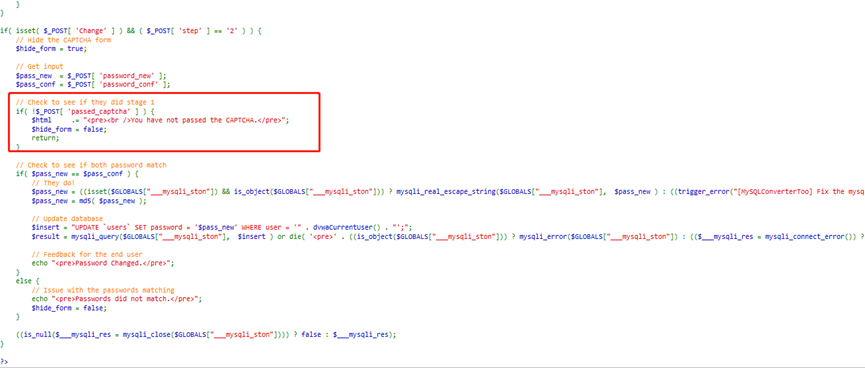 }
}

if( isset( $_POST[ 'Change' ] ) && ( $_POST[ 'step' ] == '2' ) ) {
    // Hide the CAPTCHA form
    $hide_form = true;

    // Get input
    $pass_new  = $_POST[ 'password_new' ];
    $pass_conf = $_POST[ 'password_conf' ];

    // Check to see if they did stage 1
    if( !$_POST[ 'passed_captcha' ] ) {
        $html     .= "<pre><br />You have not passed the CAPTCHA.</pre>";
        $hide_form = false;
        return;
    }

    // Check to see if both password match
    if( $pass_new == $pass_conf ) {
        // They do!
        $pass_new = ((isset($GLOBALS["___mysqli_ston"]) && is_object($GLOBALS["___mysqli_ston"])) ? mysqli_real_escape_string($GLOBALS["___mysqli_ston"],  $pass_new ) : ((trigger_error("[MySQLConverterToo] Fix the mysq
        $pass_new = md5( $pass_new );

        // Update database
        $insert = "UPDATE `users` SET password = '$pass_new' WHERE user = '" . dvwaCurrentUser() . "';";
        $result = mysqli_query($GLOBALS["___mysqli_ston"],  $insert ) or die( '<pre>' . ((is_object($GLOBALS["___mysqli_ston"])) ? mysqli_error($GLOBALS["___mysqli_ston"]) : (($___mysqli_res = mysqli_connect_error()) ?

        // Feedback for the end user
        echo "<pre>Password Changed.</pre>";
    }
    else {
        // Issue with the passwords matching
        echo "<pre>Passwords did not match.</pre>";
        $hide_form = false;
    }

    ((is_null($___mysqli_res = mysqli_close($GLOBALS["___mysqli_ston"]))) ? false : $___mysqli_res);
}

?>